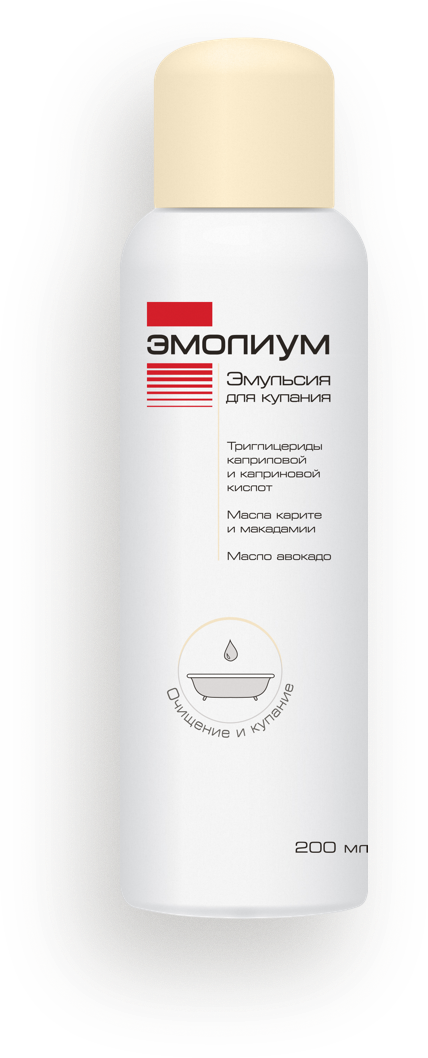 эмолиум
Эмульсия
для купания
Триглицериды
каприловой
и каприновой
кислот
Масла карите
и макадамии
Масло авокадо
Очищение и купание
200 мл